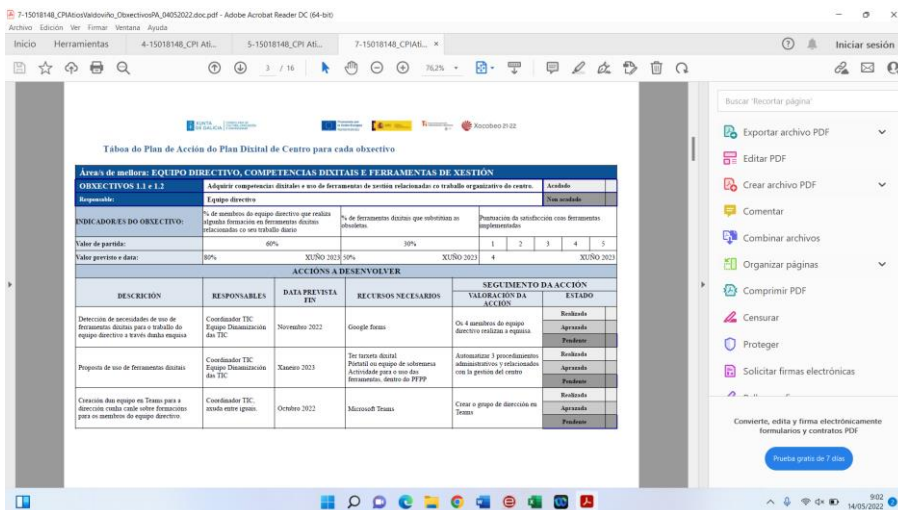 7-15018148_CPIAtiosValdoviño_ObxectivosPA_04052022.doc.pdf - Adobe Acrobat Reader DC (64-bit)
Archivo Edición Ver Firmar Ventana Ayuda
Inicio Herramientas 4-15018148_CPI Ati... 5-15018148_CPI Ati... 7-15018148_CPIAti... × Iniciar sesión
3 / 16 76,2%
XUNTA DE GALICIA
Xacobeo 21·22
Táboa do Plan de Acción do Plan Dixital de Centro para cada obxectivo
Área/s de mellora: EQUIPO DIRECTIVO, COMPETENCIAS DIXITAIS E FERRAMENTAS DE XESTIÓN
OBXECTIVOS 1.1 e 1.2 Adquirir competencias dixitais e uso de ferramentas de xestión relacionadas co traballo organizativo do centro. Acadado
Responsable: Equipo directivo Non acadado
INDICADOR/ES DO OBXECTIVO:
% de membros do equipo directivo que realiza
algunha formación en ferramentas dixitais
relacionadas co seu traballo diario
% de ferramentas dixitais que substitúan as
obsoletas.
Puntuación da satisfacción coas ferramentas
implementadas
Valor de partida: 60% 30% 1 2 3 4 5
Valor previsto e data: 80% XUÑO 2023 50% XUÑO 2023 4 XUÑO 2023
ACCIÓNS A DESENVOLVER
DESCRICIÓN RESPONSABLES DATA PREVISTA FIN RECURSOS NECESARIOS
SEGUIMENTO DA ACCIÓN
VALORACIÓN DA ACCIÓN ESTADO
Detección de necesidades de uso de
ferramentas dixitais para o traballo do
equipo directivo a través dunha enquisa
Coordinador TIC
Equipo Dinamización
das TIC
Novembro 2022
Google forms
Os 4 membros do equipo
directivo realizan a equnisa
Realizada
Aprazada
Pendente
Proposta de uso de ferramentas dixitais
Coordinador TIC
Equipo Dinamización
das TIC
Xaneiro 2023
Ter tarxeta dixital
Portátil ou equipo de sobremesa
Actividade para o uso das
ferramentas, dentro do PFPP
Automatizar 3 procedimientos
administrativos y relacionados
con la gestión del centro
Realizada
Aprazada
Pendente
Creación dun equipo en Teams para a
dirección cunha canle sobre formacións
para os membros do equipo directivo.
Coordinador TIC,
axuda entre iguais.
Octubro 2022
Microsoft Teams
Crear o grupo de dirección en
Teams
Realizada
Aprazada
Pendente
Buscar 'Recortar página'
Exportar archivo PDF
Editar PDF
Crear archivo PDF
Comentar
Combinar archivos
Organizar páginas
Comprimir PDF
Censurar
Proteger
Solicitar firmas electrónicas
Convierte, edita y firma electrónicamente
formularios y contratos PDF
Prueba gratis de 7 días
9:02
14/05/2022